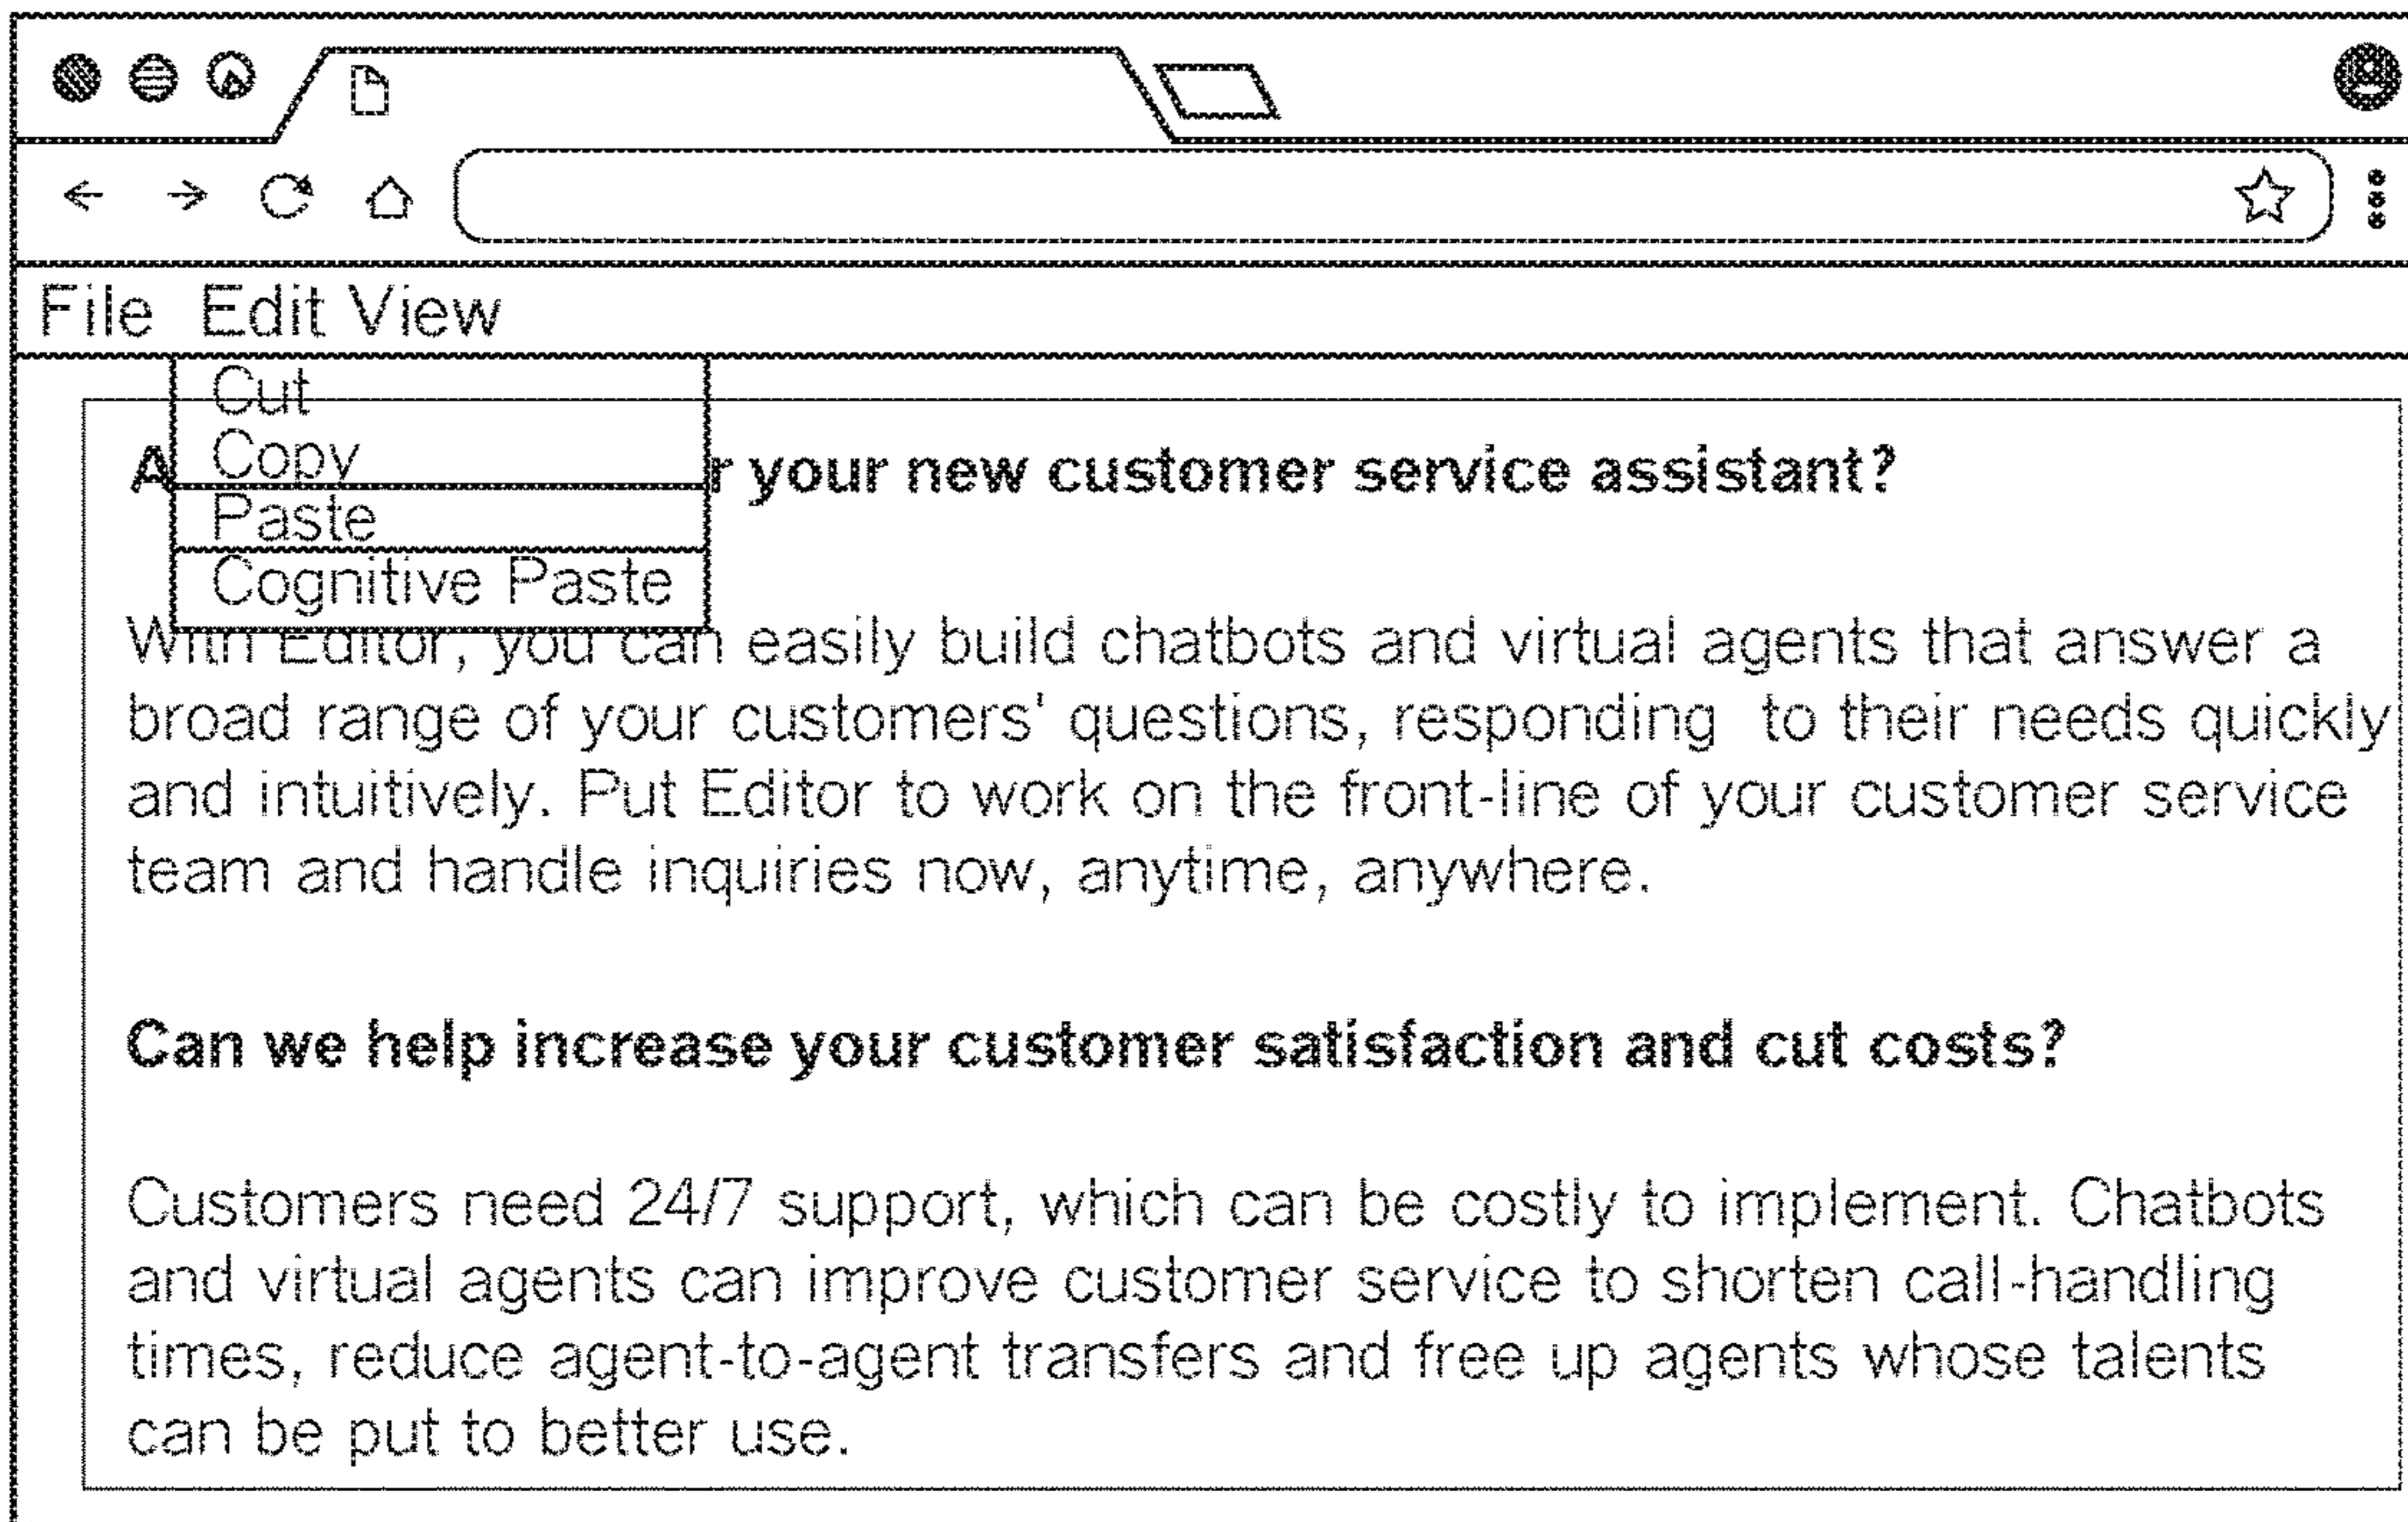 File Edit View
Cut
Copy
Paste
Cognitive Paste
your new customer service assistant?
With Editor, you can easily build chatbots and virtual agents that answer a
broad range of your customers' questions, responding to their needs quickly
and intuitively. Put Editor to work on the front-line of your customer service
team and handle inquiries now, anytime, anywhere.
Can we help increase your customer satisfaction and cut costs?
Customers need 24/7 support, which can be costly to implement. Chatbots
and virtual agents can improve customer service to shorten call-handling
times, reduce agent-to-agent transfers and free up agents whose talents
can be put to better use.